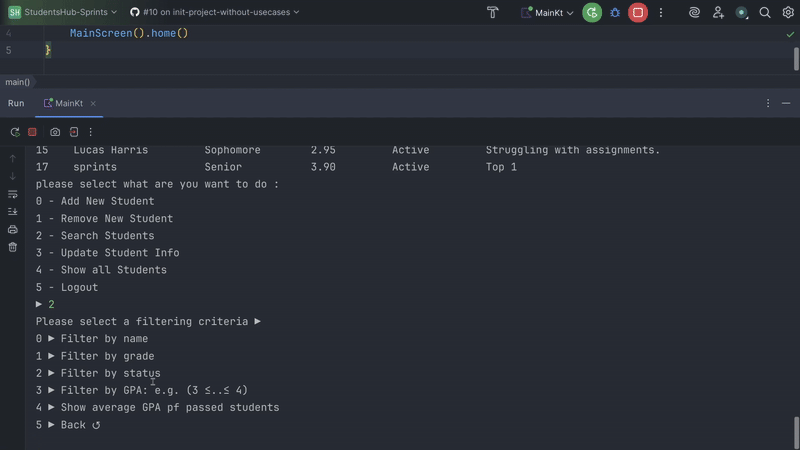 SH StudentsHub-Sprints #10 on init-project-without-usecases MainKt
4 MainScreen().home()
5 }
main()
Run MainKt
15 Lucas Harris Sophomore 2.95 Active Struggling with assignments.
17 sprints Senior 3.90 Active Top 1
please select what are you want to do :
0 - Add New Student
1 - Remove New Student
2 - Search Students
3 - Update Student Info
4 - Show all Students
5 - Logout
► 2
Please select a filtering criteria ►
0 ► Filter by name
1 ► Filter by grade
2 ► Filter by status
3 ► Filter by GPA: e.g. (3 ≤..≤ 4)
4 ► Show average GPA pf passed students
5 ► Back ↺